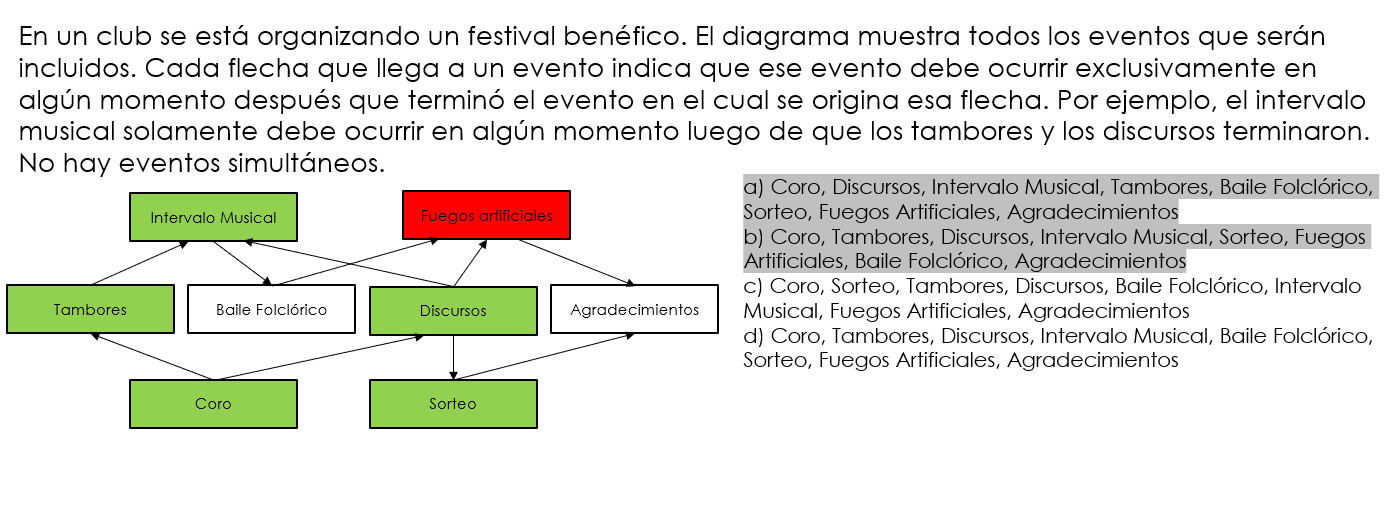 En un club se está organizando un festival benéfico. El diagrama muestra todos los eventos que serán
incluidos. Cada flecha que llega a un evento indica que ese evento debe ocurrir exclusivamente en
algún momento después que terminó el evento en el cual se origina esa flecha. Por ejemplo, el intervalo
musical solamente debe ocurrir en algún momento luego de que los tambores y los discursos terminaron.
No hay eventos simultáneos.
Intervalo Musical
Fuegos artificiales
Tambores
Baile Folclórico
Discursos
Agradecimientos
Coro
Sorteo
a) Coro, Discursos, Intervalo Musical, Tambores, Baile Folclórico,
Sorteo, Fuegos Artificiales, Agradecimientos
b) Coro, Tambores, Discursos, Intervalo Musical, Sorteo, Fuegos
Artificiales, Baile Folclórico, Agradecimientos
c) Coro, Sorteo, Tambores, Discursos, Baile Folclórico, Intervalo
Musical, Fuegos Artificiales, Agradecimientos
d) Coro, Tambores, Discursos, Intervalo Musical, Baile Folclórico,
Sorteo, Fuegos Artificiales, Agradecimientos